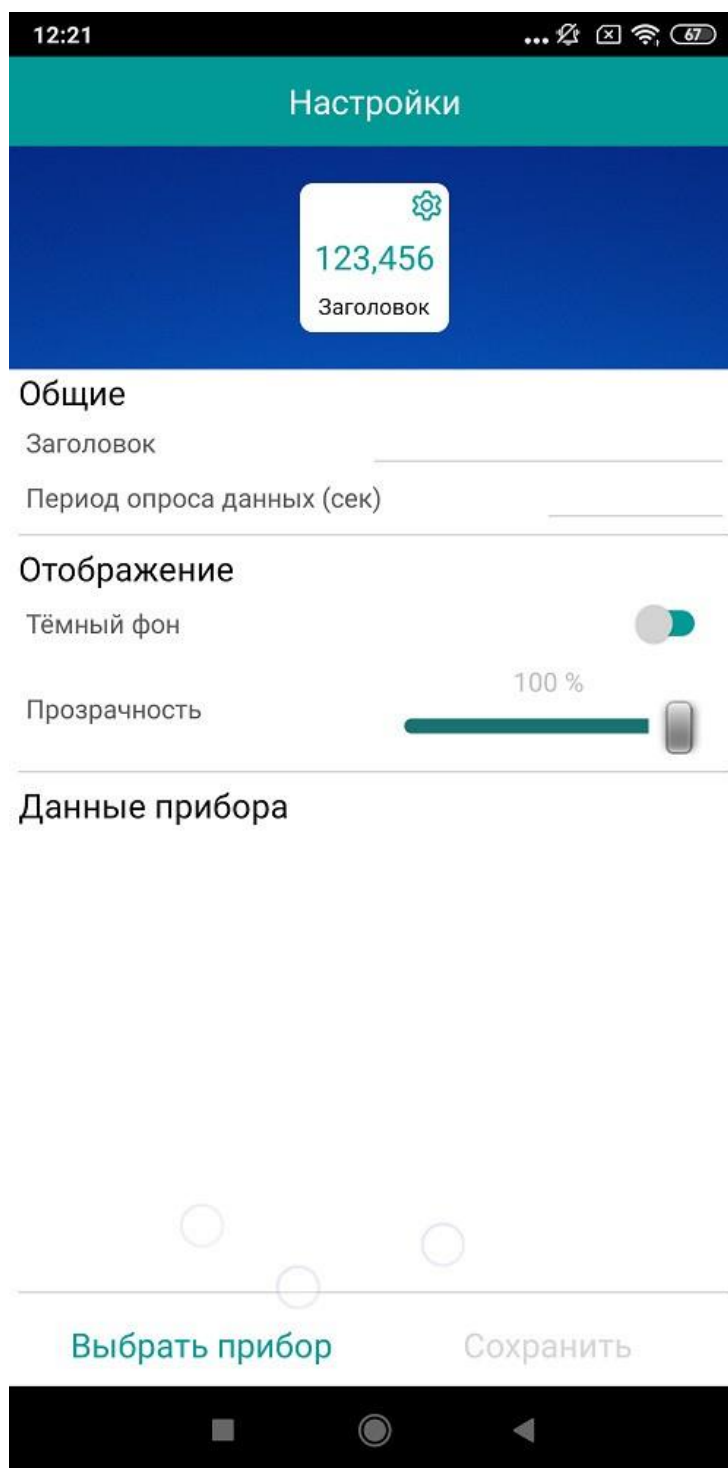 12:21
67
Настройки
123,456
Заголовок
Общие
Заголовок
Период опроса данных (сек)
Отображение
Тёмный фон
100 %
Прозрачность
Данные прибора
Выбрать прибор
Сохранить